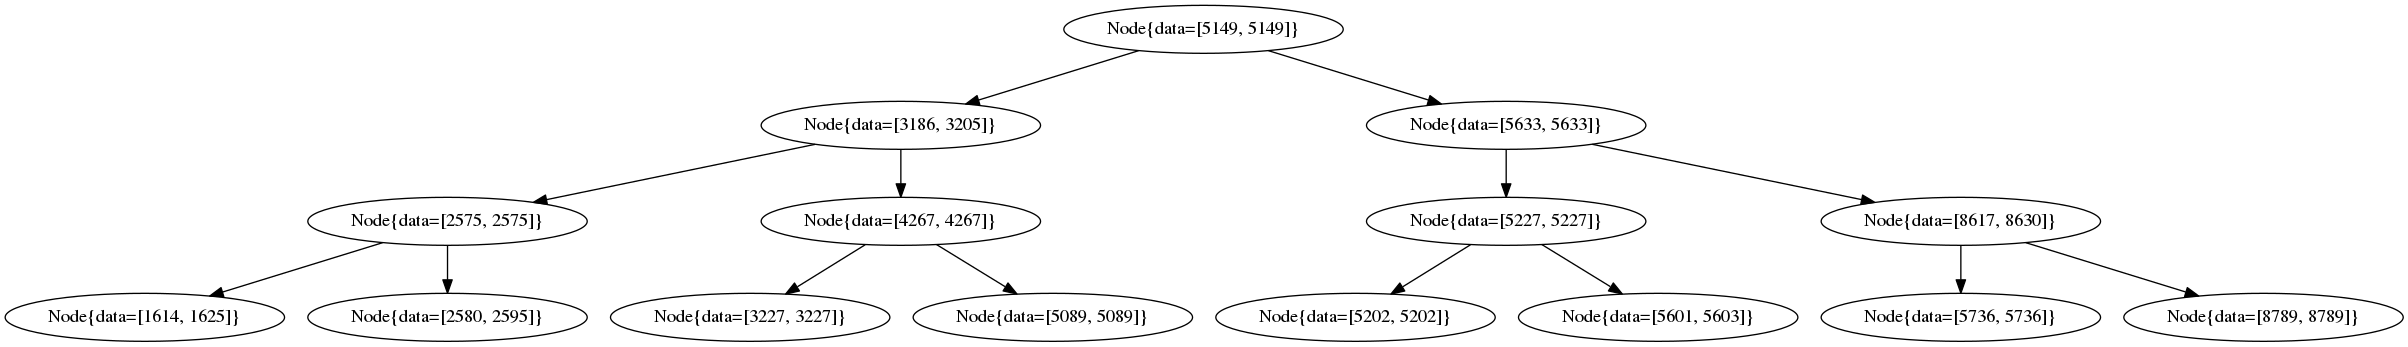 Node{data=[5149, 5149]}
Node{data=[3186, 3205]}
Node{data=[5633, 5633]}
Node{data=[2575, 2575]}
Node{data=[4267, 4267]}
Node{data=[5227, 5227]}
Node{data=[8617, 8630]}
Node{data=[1614, 1625]}
Node{data=[2580, 2595]}
Node{data=[3227, 3227]}
Node{data=[5089, 5089]}
Node{data=[5202, 5202]}
Node{data=[5601, 5603]}
Node{data=[5736, 5736]}
Node{data=[8789, 8789]}